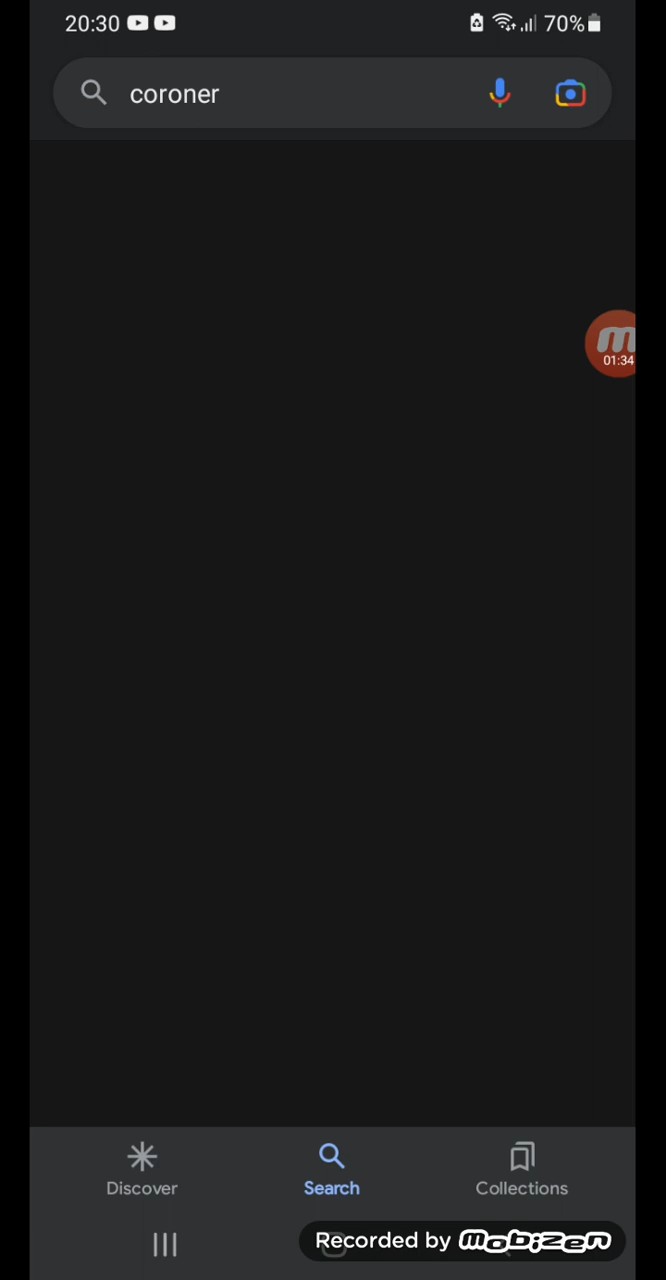 20:30 70%
coroner
m
01:34
Discover Search Collections
Recorded by mobizen